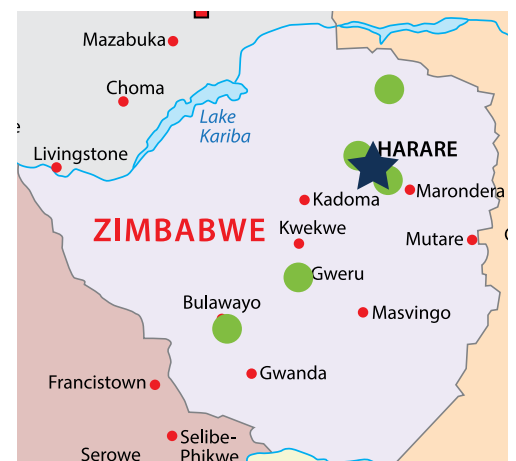 Mazabuka
Choma
Lake
Kariba
HARARE
Livingstone
Marondera
Kadoma
ZIMBABWE
Kwekwe
Mutare
Gweru
Bulawayo
Masvingo
Gwanda
Francistown
Selibe-
Phikwe
Serowe